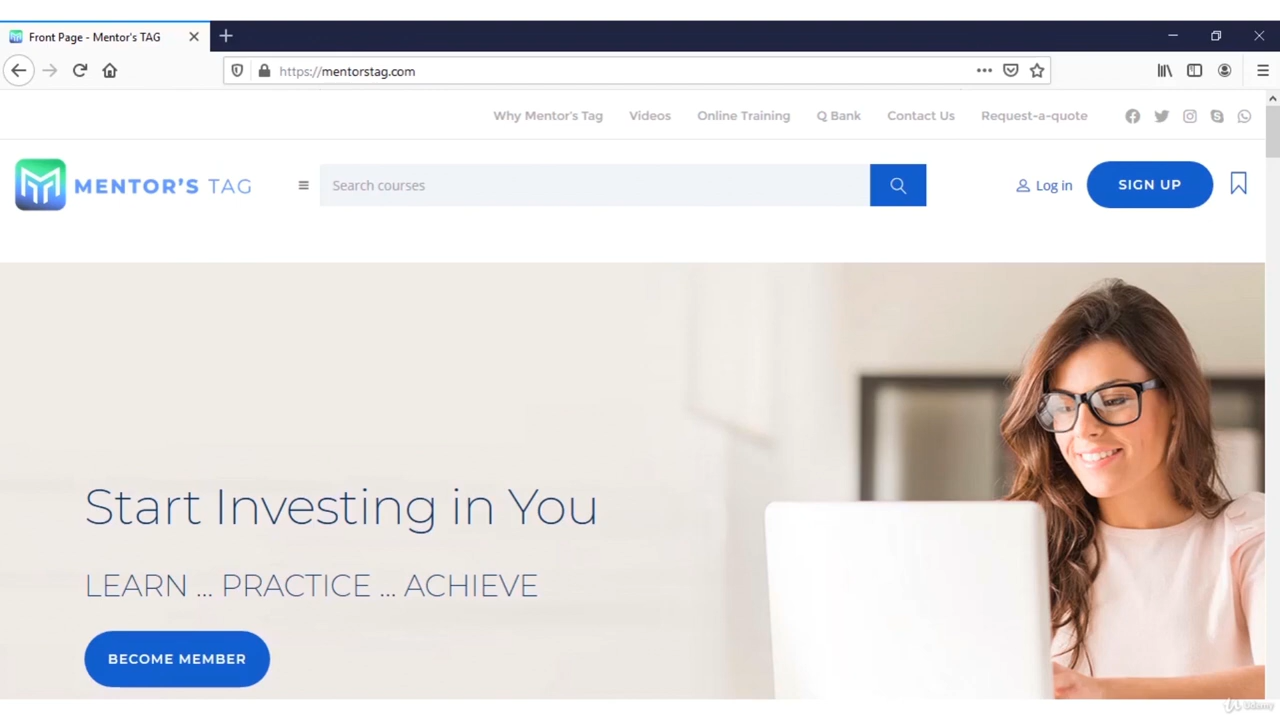 Front Page - Mentor's TAG
https://mentorstag.com
Why Mentor's Tag Videos Online Training Q Bank Contact Us Request-a-quote
MENTOR'S TAG
Search courses
Log in
SIGN UP
Start Investing in You
LEARN ... PRACTICE ... ACHIEVE
BECOME MEMBER
Udemy